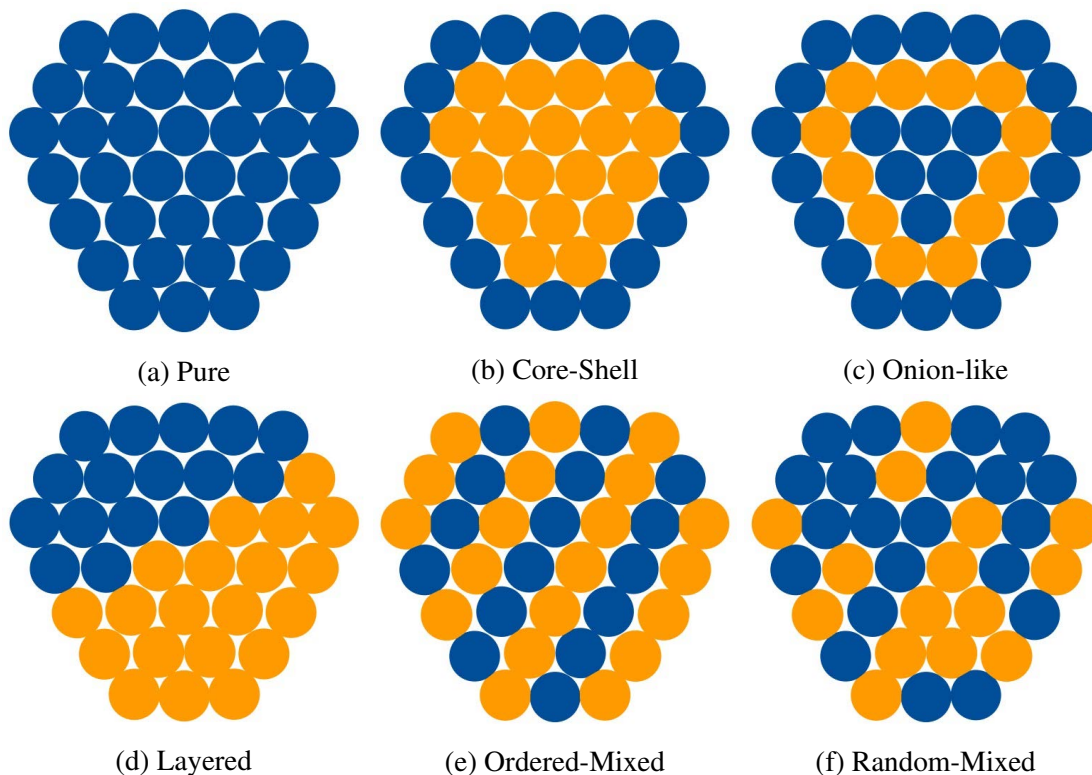 (a) Pure
(b) Core-Shell
(c) Onion-like
(d) Layered
(e) Ordered-Mixed
(f) Random-Mixed